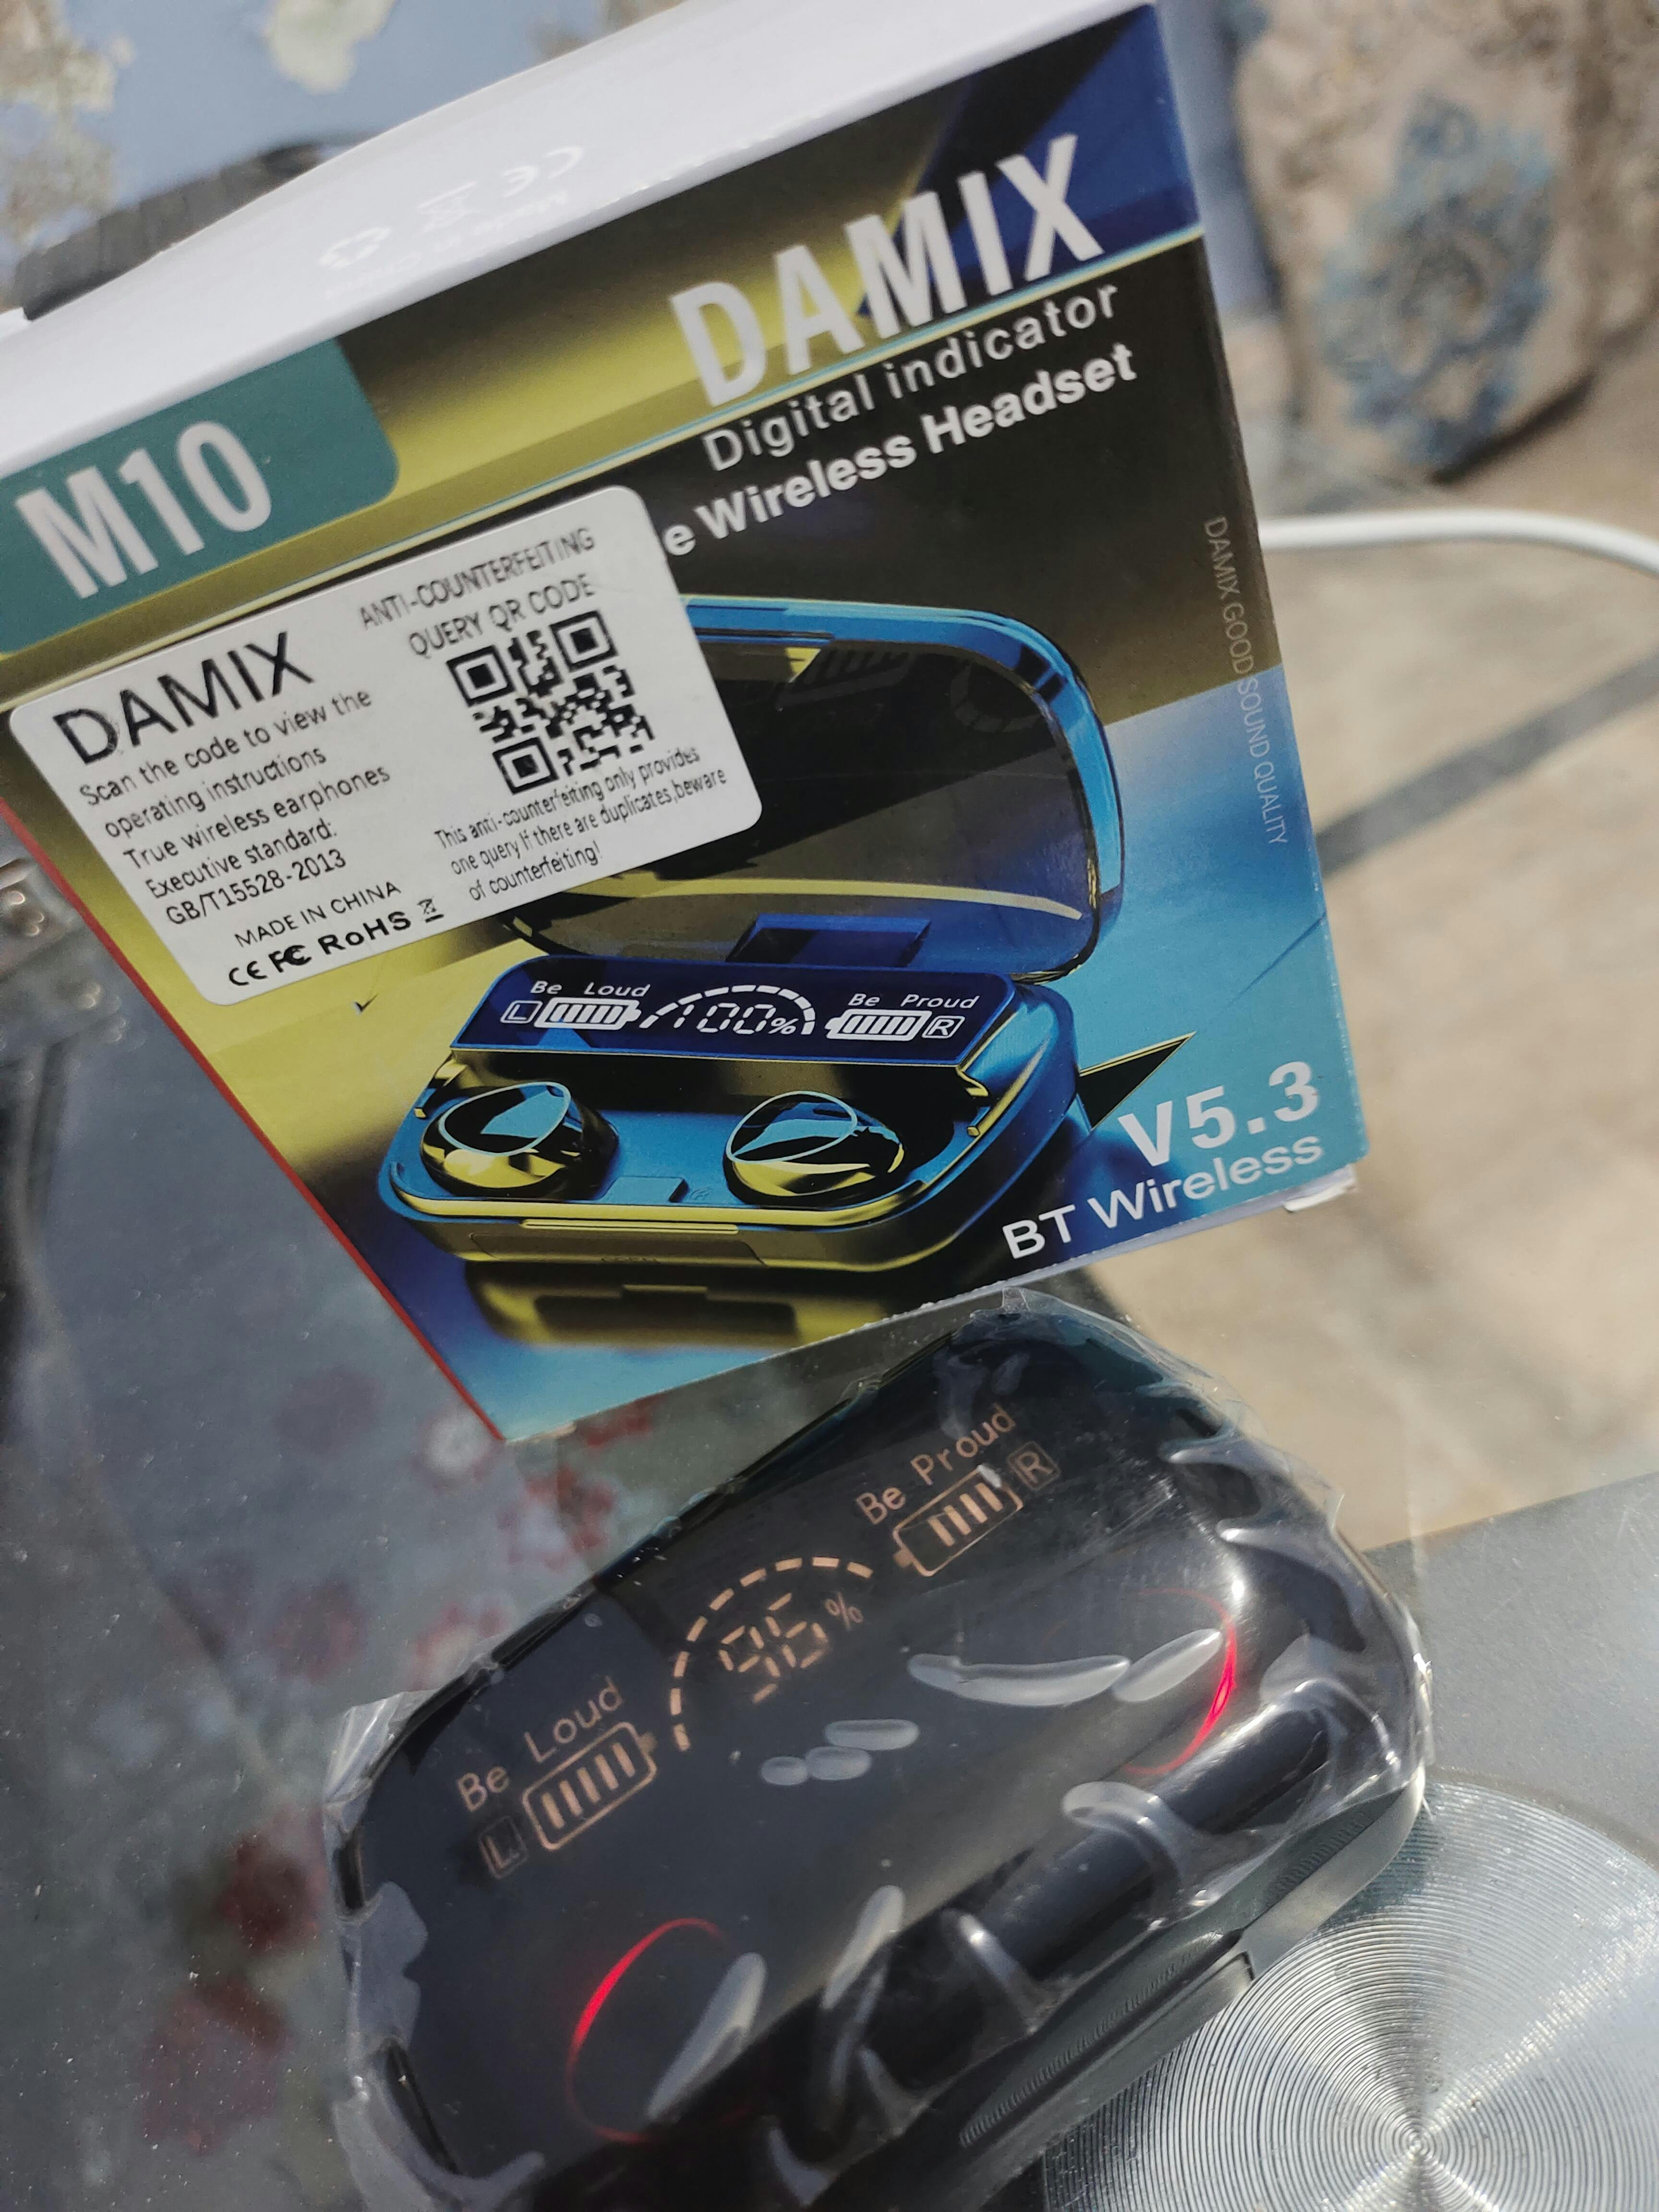 DAMIX
Digital indicator
e Wireless Headset
M10
ANTI-COUNTERFEITING
QUERY QR CODE
DAMIX
Scan the code to view the
operating instructions
True wireless earphones
Executive standard:
GB/T15528-2013
MADE IN CHINA
CE FC RoHS
This anti-counterfeiting only provides
one query If there are duplicates,beware
of counterfeiting!
DAMIX GOOD SOUND QUALITY
Be Loud
Be Proud
L
100%
R
V5.3
BT Wireless
Be Proud
R
96%
Be Loud
L